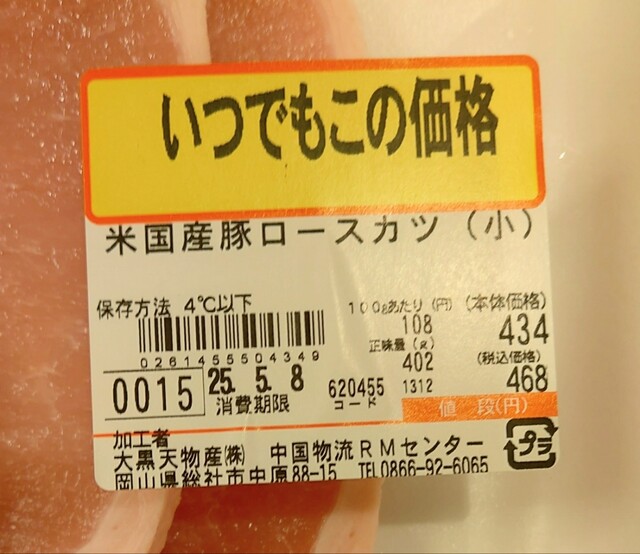 いつでもこの価格
米国産豚ロースカツ（小）
保存方法 4℃以下
100gあたり（円） 108
正味量（g） 402
1312
（本体価格） 434
（税込価格） 468
値 段(円)
0261455504349
0015
25.5.8
消費期限
620455
コード
加工者
大黒天物産㈱ 中国物流RMセンター
岡山県総社市中原88-15 TEL0866-92-6065
プラ